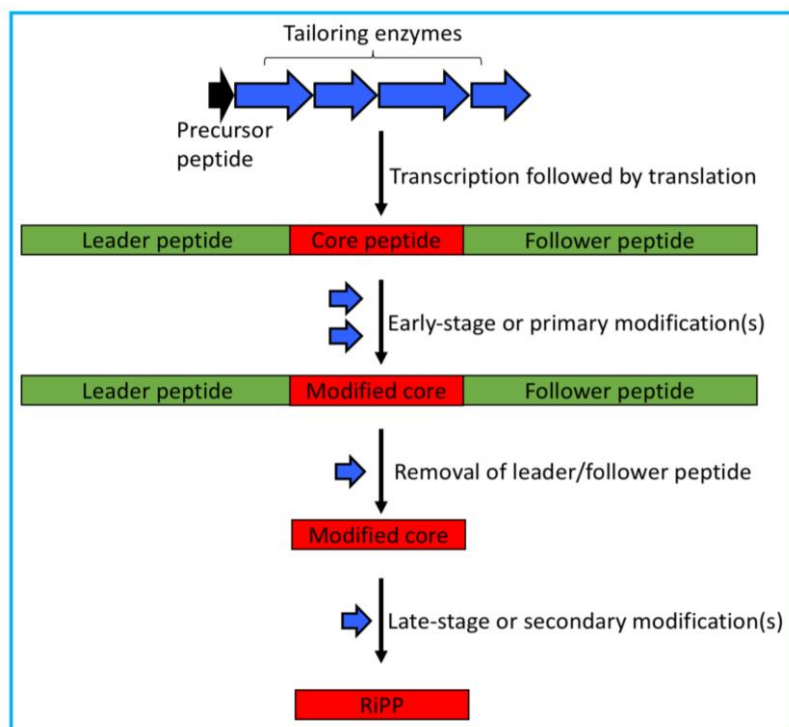 Tailoring enzymes
Precursor
peptide
Transcription followed by translation
Leader peptide Core peptide Follower peptide
Early-stage or primary modification(s)
Leader peptide Modified core Follower peptide
Removal of leader/follower peptide
Modified core
Late-stage or secondary modification(s)
RiPP